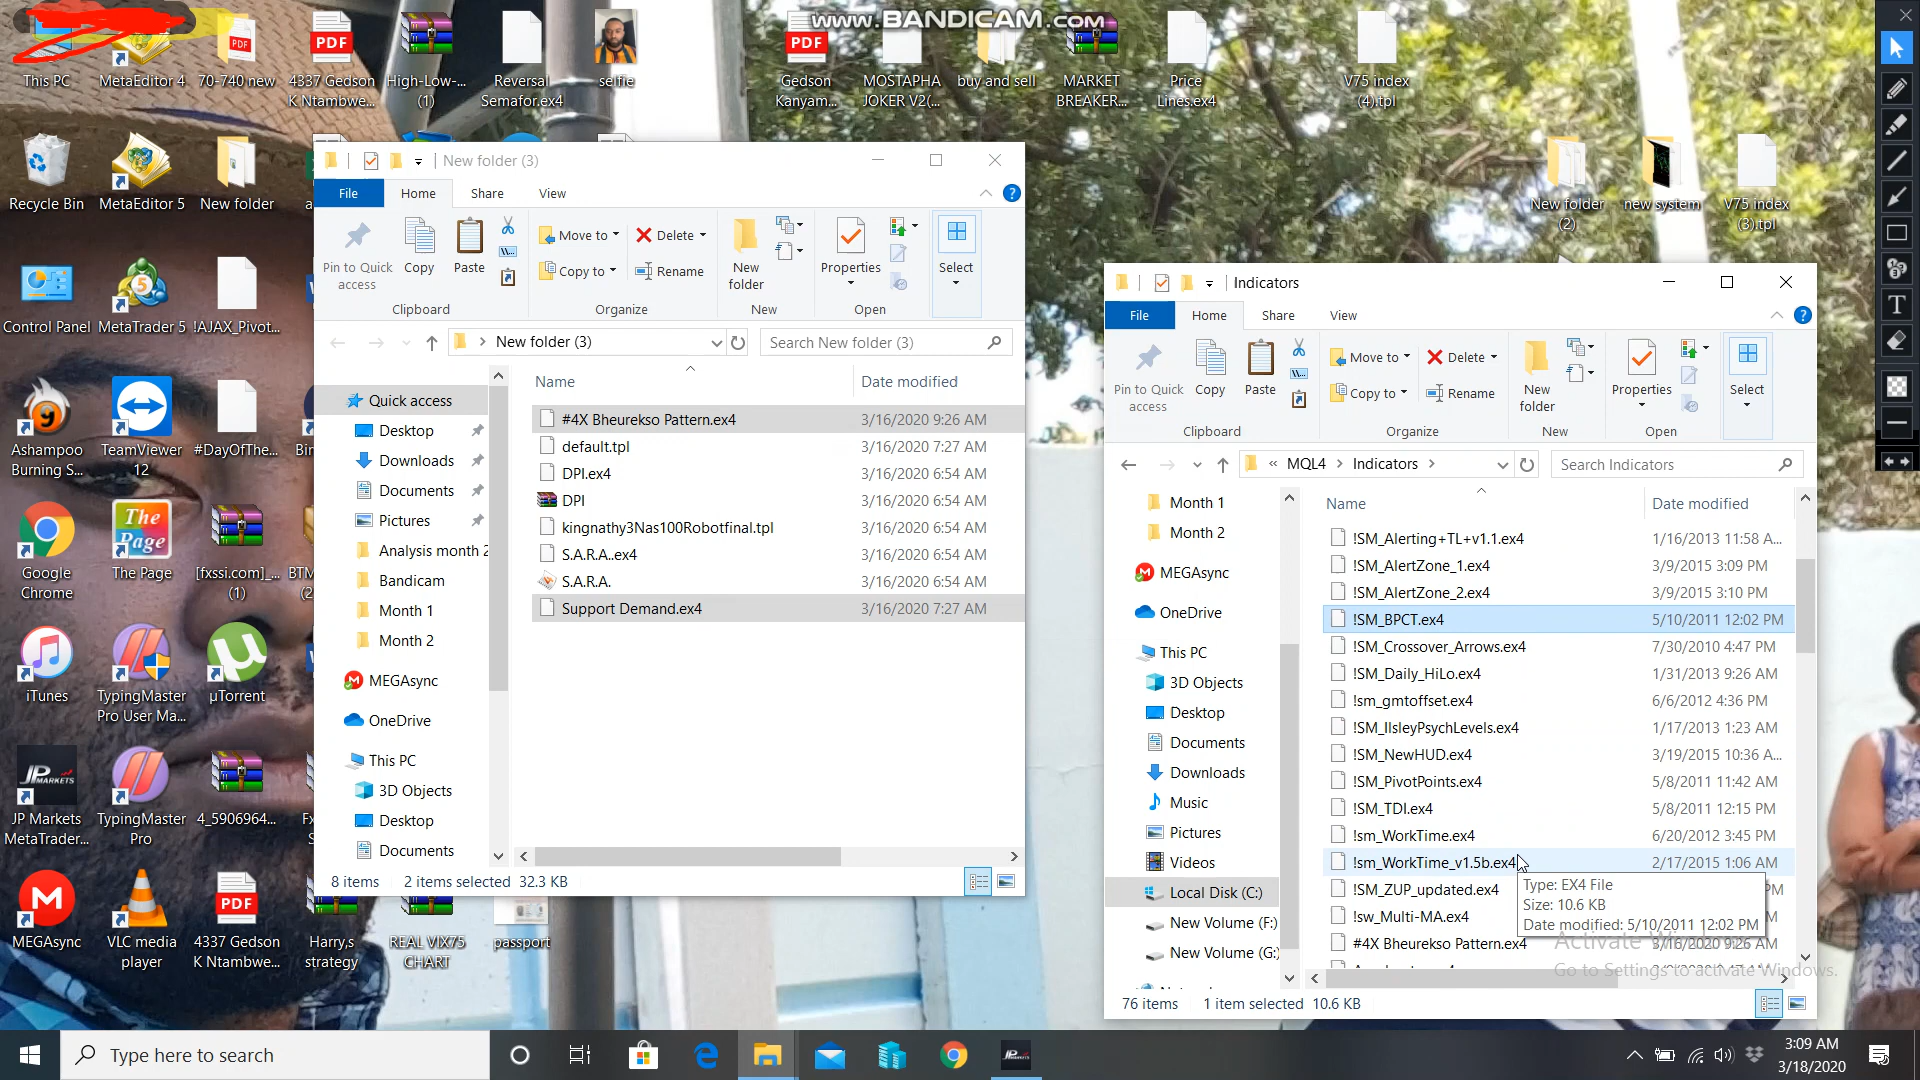 www.BANDICAM.com
This PC
MetaEditor 4
70-740 new
4337 Gedson
K Ntambwe...
High-Low-...
(1)
Reversal
Semafor.ex4
selfie
Gedson
Kanyam...
MOSTAPHA
JOKER V2(...
buy and sell
MARKET
BREAKER...
Price
Lines.ex4
V75 index
(4).tpl
Recycle Bin
MetaEditor 5
New folder
New folder
(2)
new system
V75 index
(3).tpl
Control Panel
MetaTrader 5
!AJAX_Pivot...
Ashampoo
Burning S...
TeamViewer
12
#DayOfThe...
Google
Chrome
The Page
[fxssi.com]_...
(1)
iTunes
TypingMaster
Pro User Ma...
µTorrent
JP Markets
MetaTrader...
TypingMaster
Pro
4_5906964...
MEGAsync
VLC media
player
4337 Gedson
K Ntambwe...
Harry,s
strategy
REAL VIX75
CHART
passport
New folder (3)
File
Home
Share
View
Pin to Quick
access
Copy
Paste
Clipboard
Move to
Copy to
Delete
Rename
Organize
New
folder
New
Properties
Open
Select
New folder (3)
Search New folder (3)
Name
Date modified
Quick access
Desktop
Downloads
Documents
Pictures
Analysis month 2
Bandicam
Month 1
Month 2
MEGAsync
OneDrive
This PC
3D Objects
Desktop
Documents
#4X Bheurekso Pattern.ex4 3/16/2020 9:26 AM
default.tpl 3/16/2020 7:27 AM
DPI.ex4 3/16/2020 6:54 AM
DPI 3/16/2020 6:54 AM
kingnathy3Nas100Robotfinal.tpl 3/16/2020 6:54 AM
S.A.R.A..ex4 3/16/2020 6:54 AM
S.A.R.A. 3/16/2020 6:54 AM
Support Demand.ex4 3/16/2020 7:27 AM
8 items 2 items selected 32.3 KB
Indicators
File
Home
Share
View
Pin to Quick
access
Copy
Paste
Clipboard
Move to
Copy to
Delete
Rename
Organize
New
folder
New
Properties
Open
Select
« MQL4 Indicators
Search Indicators
Name
Date modified
Month 1
Month 2
MEGAsync
OneDrive
This PC
3D Objects
Desktop
Documents
Downloads
Music
Pictures
Videos
Local Disk (C:)
New Volume (F:)
New Volume (G:)
!SM_Alerting+TL+v1.1.ex4 1/16/2013 11:58 A...
!SM_AlertZone_1.ex4 3/9/2015 3:09 PM
!SM_AlertZone_2.ex4 3/9/2015 3:10 PM
!SM_BPCT.ex4 5/10/2011 12:02 PM
!SM_Crossover_Arrows.ex4 7/30/2010 4:47 PM
!SM_Daily_HiLo.ex4 1/31/2013 9:26 AM
!sm_gmtoffset.ex4 6/6/2012 4:36 PM
!SM_IlsleyPsychLevels.ex4 1/17/2013 1:23 AM
!SM_NewHUD.ex4 3/19/2015 10:36 A...
!SM_PivotPoints.ex4 5/8/2011 11:42 AM
!SM_TDI.ex4 5/8/2011 12:15 PM
!sm_WorkTime.ex4 6/20/2012 3:45 PM
!sm_WorkTime_v1.5b.ex4 2/17/2015 1:06 AM
!SM_ZUP_updated.ex4
!sw_Multi-MA.ex4
#4X Bheurekso Pattern.ex4 3/16/2020 9:26 AM
Type: EX4 File
Size: 10.6 KB
Date modified: 5/10/2011 12:02 PM
Activate Windows
Go to Settings to activate Windows.
76 items 1 item selected 10.6 KB
Type here to search
3:09 AM
3/18/2020